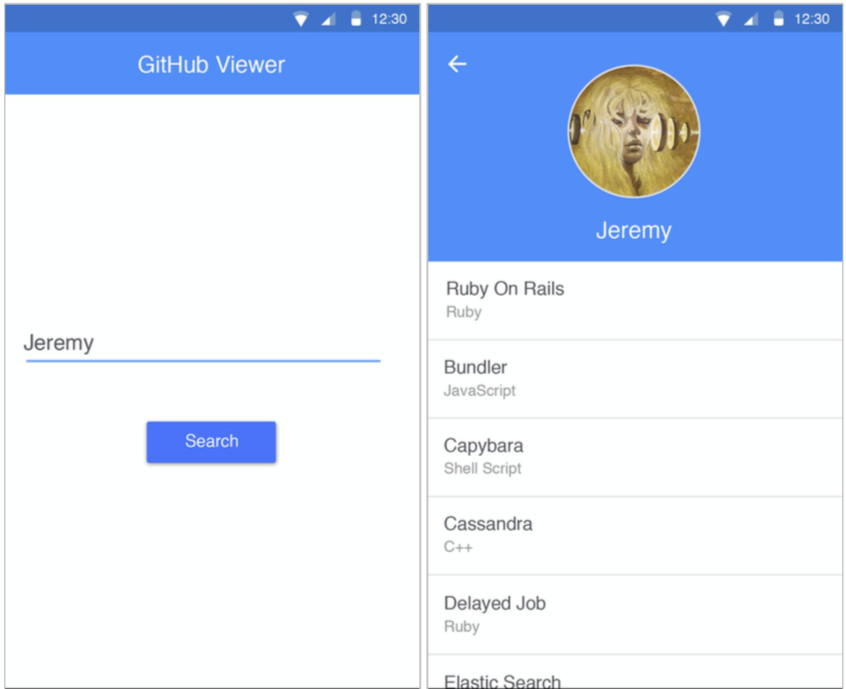 12:30
GitHub Viewer
Jeremy
Search
12:30
Jeremy
Ruby On Rails
Ruby
Bundler
JavaScript
Capybara
Shell Script
Cassandra
C++
Delayed Job
Ruby
Elastic Search